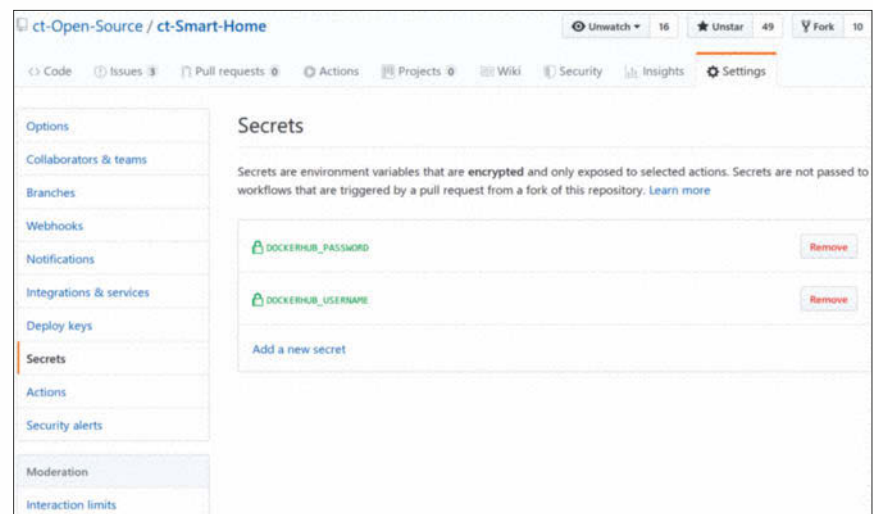 ct-Open-Source / ct-Smart-Home
Unwatch 16 Unstar 49 Fork 10
Code Issues 3 Pull requests 0 Actions Projects 0 Wiki Security Insights Settings
Options
Collaborators & teams
Branches
Webhooks
Notifications
Integrations & services
Deploy keys
Secrets
Actions
Security alerts
Moderation
Interaction limits
Secrets
Secrets are environment variables that are encrypted and only exposed to selected actions. Secrets are not passed to
workflows that are triggered by a pull request from a fork of this repository. Learn more
DOCKERHUB_PASSWORD Remove
DOCKERHUB_USERNAME Remove
Add a new secret